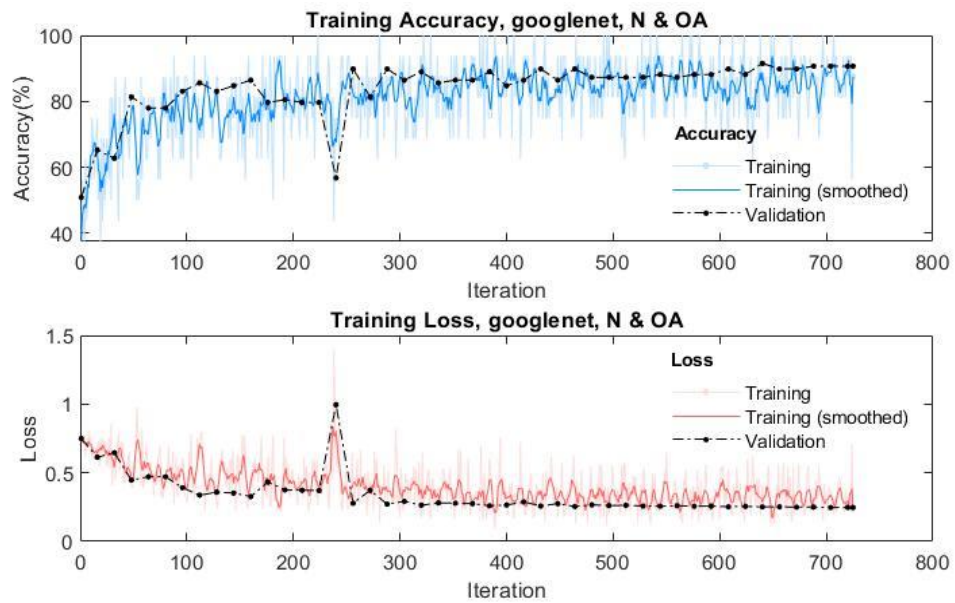 Training Accuracy, googlenet, N & OA
100
80
60
40
Accuracy(%)
Accuracy
Training
Training (smoothed)
Validation
0 100 200 300 400 500 600 700 800
Iteration
Training Loss, googlenet, N & OA
1.5
1
0.5
0
Loss
Loss
Training
Training (smoothed)
Validation
0 100 200 300 400 500 600 700 800
Iteration